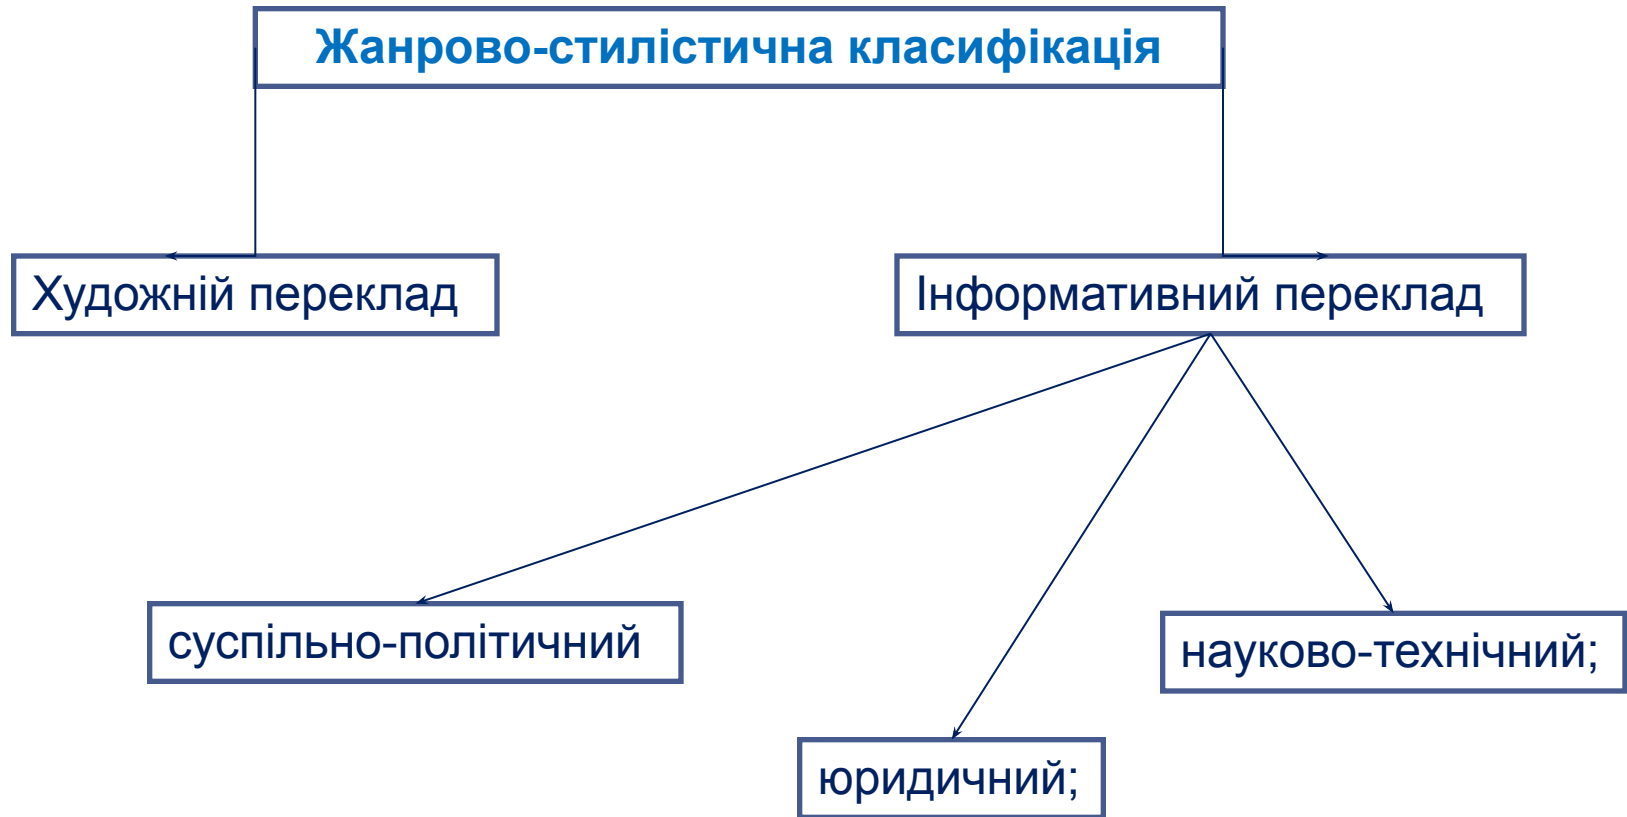 Жанрово-стилістична класифікація
Художній переклад
Інформативний переклад
суспільно-політичний
науково-технічний;
юридичний;